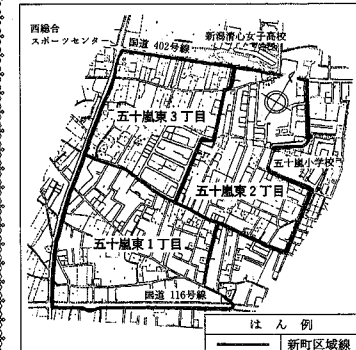 西総合
スポーツセンター
国道 402号線
新潟清心女子高校
五十嵐東3丁目
五十嵐小学校
五十嵐東2丁目
五十嵐東1丁目
国道 116号線
はん例
新町区域線